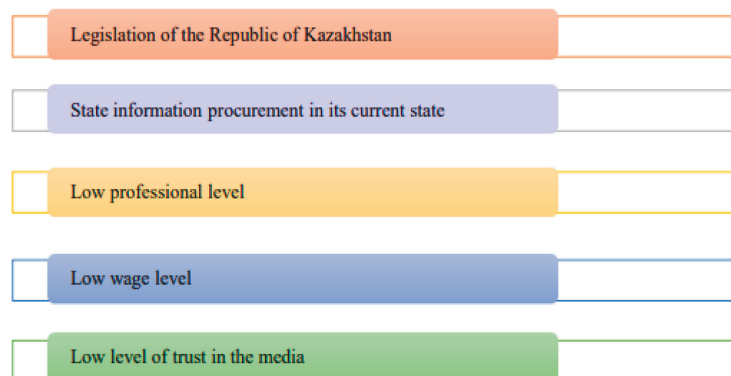 Legislation of the Republic of Kazakhstan
State information procurement in its current state
Low professional level
Low wage level
Low level of trust in the media